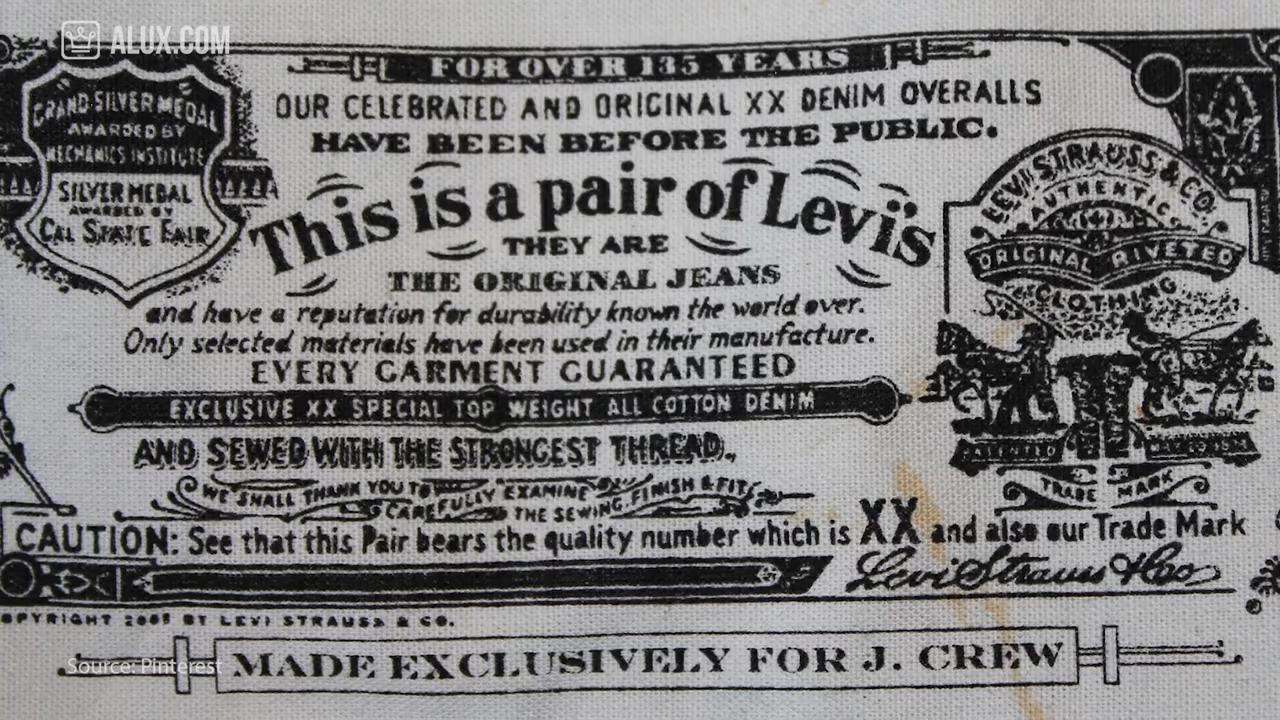 ALUX.COM
FOR OVER 135 YEARS
OUR CELEBRATED AND ORIGINAL XX DENIM OVERALLS
HAVE BEEN BEFORE THE PUBLIC.
GRAND SILVER MEDAL
AWARDED BY
MECHANICS INSTITUTE
SILVER MEDAL
AWARDED BY
CAL STATE FAIR
This is a pair of Levi's
THEY ARE
THE ORIGINAL JEANS
and have a reputation for durability known the world over.
Only selected materials have been used in their manufacture.
EVERY GARMENT GUARANTEED
EXCLUSIVE XX SPECIAL TOP WEIGHT ALL COTTON DENIM
AND SEWED WITH THE STRONGEST THREAD.
WE SHALL THANK YOU TO
CAREFULLY EXAMINE
THE SEWING, FINISH & FIT
LEVI STRAUSS & CO.
AUTHENTIC
ORIGINAL RIVETED
CLOTHING
TRADE MARK
CAUTION: See that this Pair bears the quality number which is XX and also our Trade Mark
Levi Strauss & Co
OPYRIGHT BY LEVI STRAUSS & CO.
MADE EXCLUSIVELY FOR J. CREW
Source: Pinterest